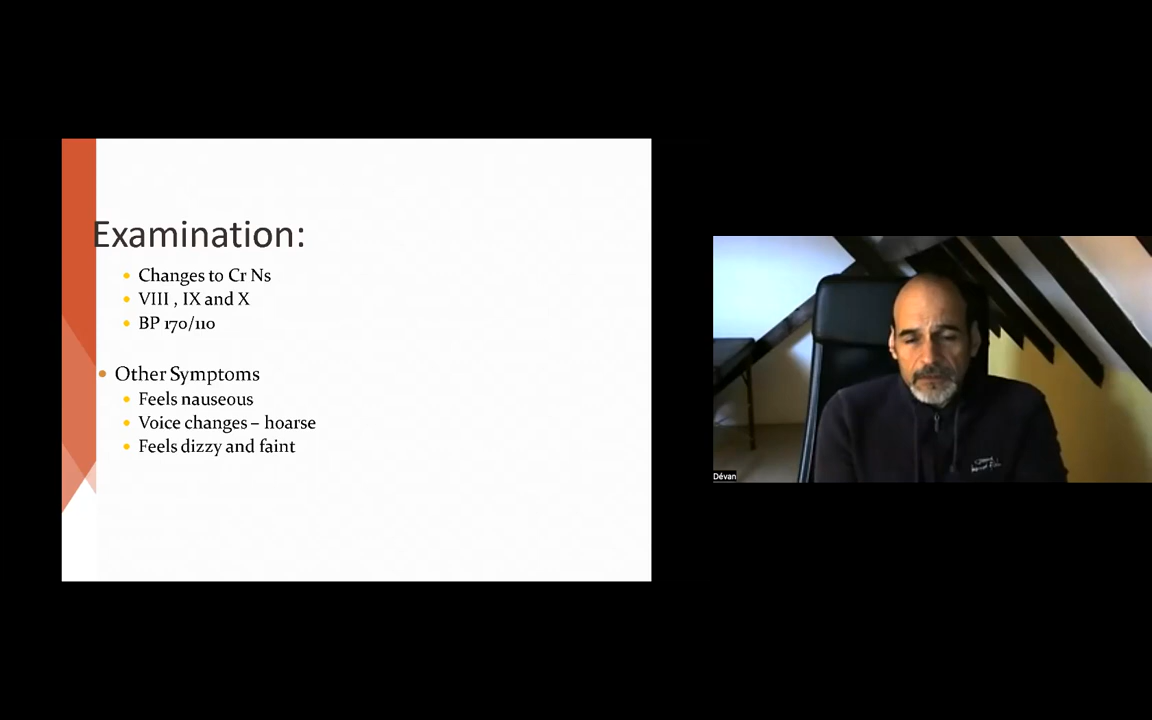 Examination:
Changes to Cr Ns
VIII , IX and X
BP 170/110
Other Symptoms
Feels nauseous
Voice changes – hoarse
Feels dizzy and faint
Dévan